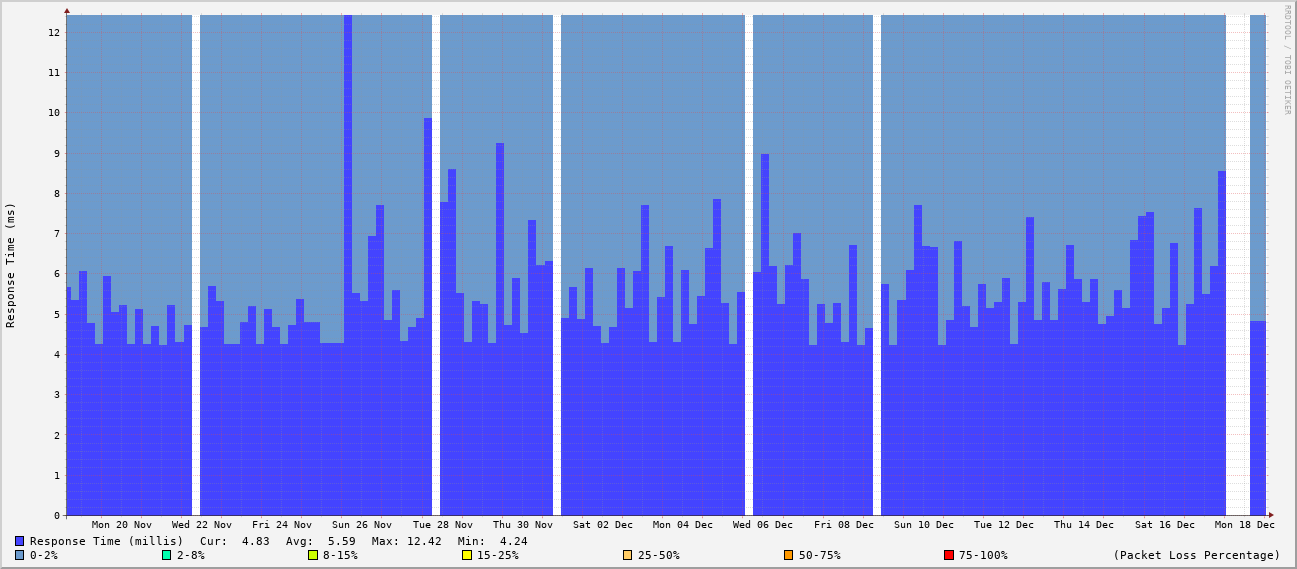 RRDTOOL / TOBI OETIKER
Response Time (ms)
12
11
10
9
8
7
6
5
4
3
2
1
0
Mon 20 Nov Wed 22 Nov Fri 24 Nov Sun 26 Nov Tue 28 Nov Thu 30 Nov Sat 02 Dec Mon 04 Dec Wed 06 Dec Fri 08 Dec Sun 10 Dec Tue 12 Dec Thu 14 Dec Sat 16 Dec Mon 18 Dec
Response Time (millis) Cur: 4.83 Avg: 5.59 Max: 12.42 Min: 4.24
0-2% 2-8% 8-15% 15-25% 25-50% 50-75% 75-100% (Packet Loss Percentage)